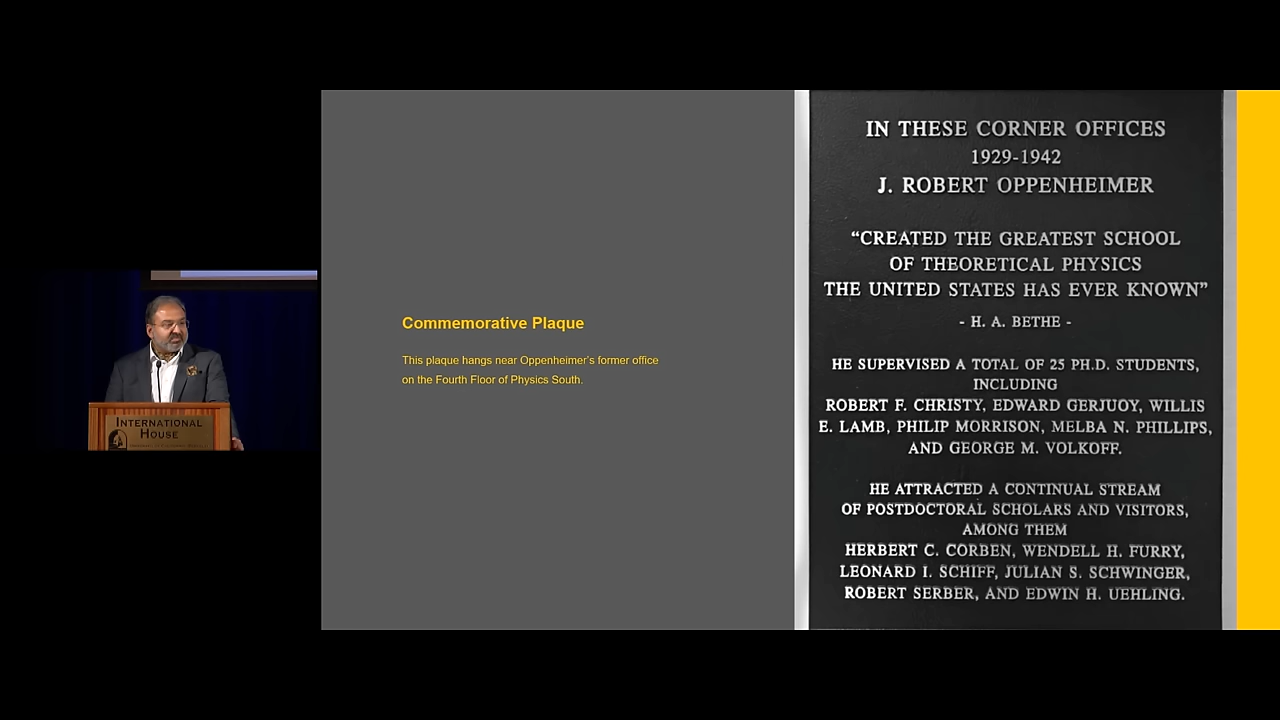 INTERNATIONAL
HOUSE
Commemorative Plaque
This plaque hangs near Oppenheimer's former office
on the Fourth Floor of Physics South.
IN THESE CORNER OFFICES
1929-1942
J. ROBERT OPPENHEIMER
“CREATED THE GREATEST SCHOOL
OF THEORETICAL PHYSICS
THE UNITED STATES HAS EVER KNOWN”
- H. A. BETHE -
HE SUPERVISED A TOTAL OF 25 PH.D. STUDENTS,
INCLUDING
ROBERT F. CHRISTY, EDWARD GERJUOY, WILLIS
E. LAMB, PHILIP MORRISON, MELBA N. PHILLIPS,
AND GEORGE M. VOLKOFF.
HE ATTRACTED A CONTINUAL STREAM
OF POSTDOCTORAL SCHOLARS AND VISITORS,
AMONG THEM
HERBERT C. CORBEN, WENDELL H. FURRY,
LEONARD I. SCHIFF, JULIAN S. SCHWINGER,
ROBERT SERBER, AND EDWIN H. UEHLING.